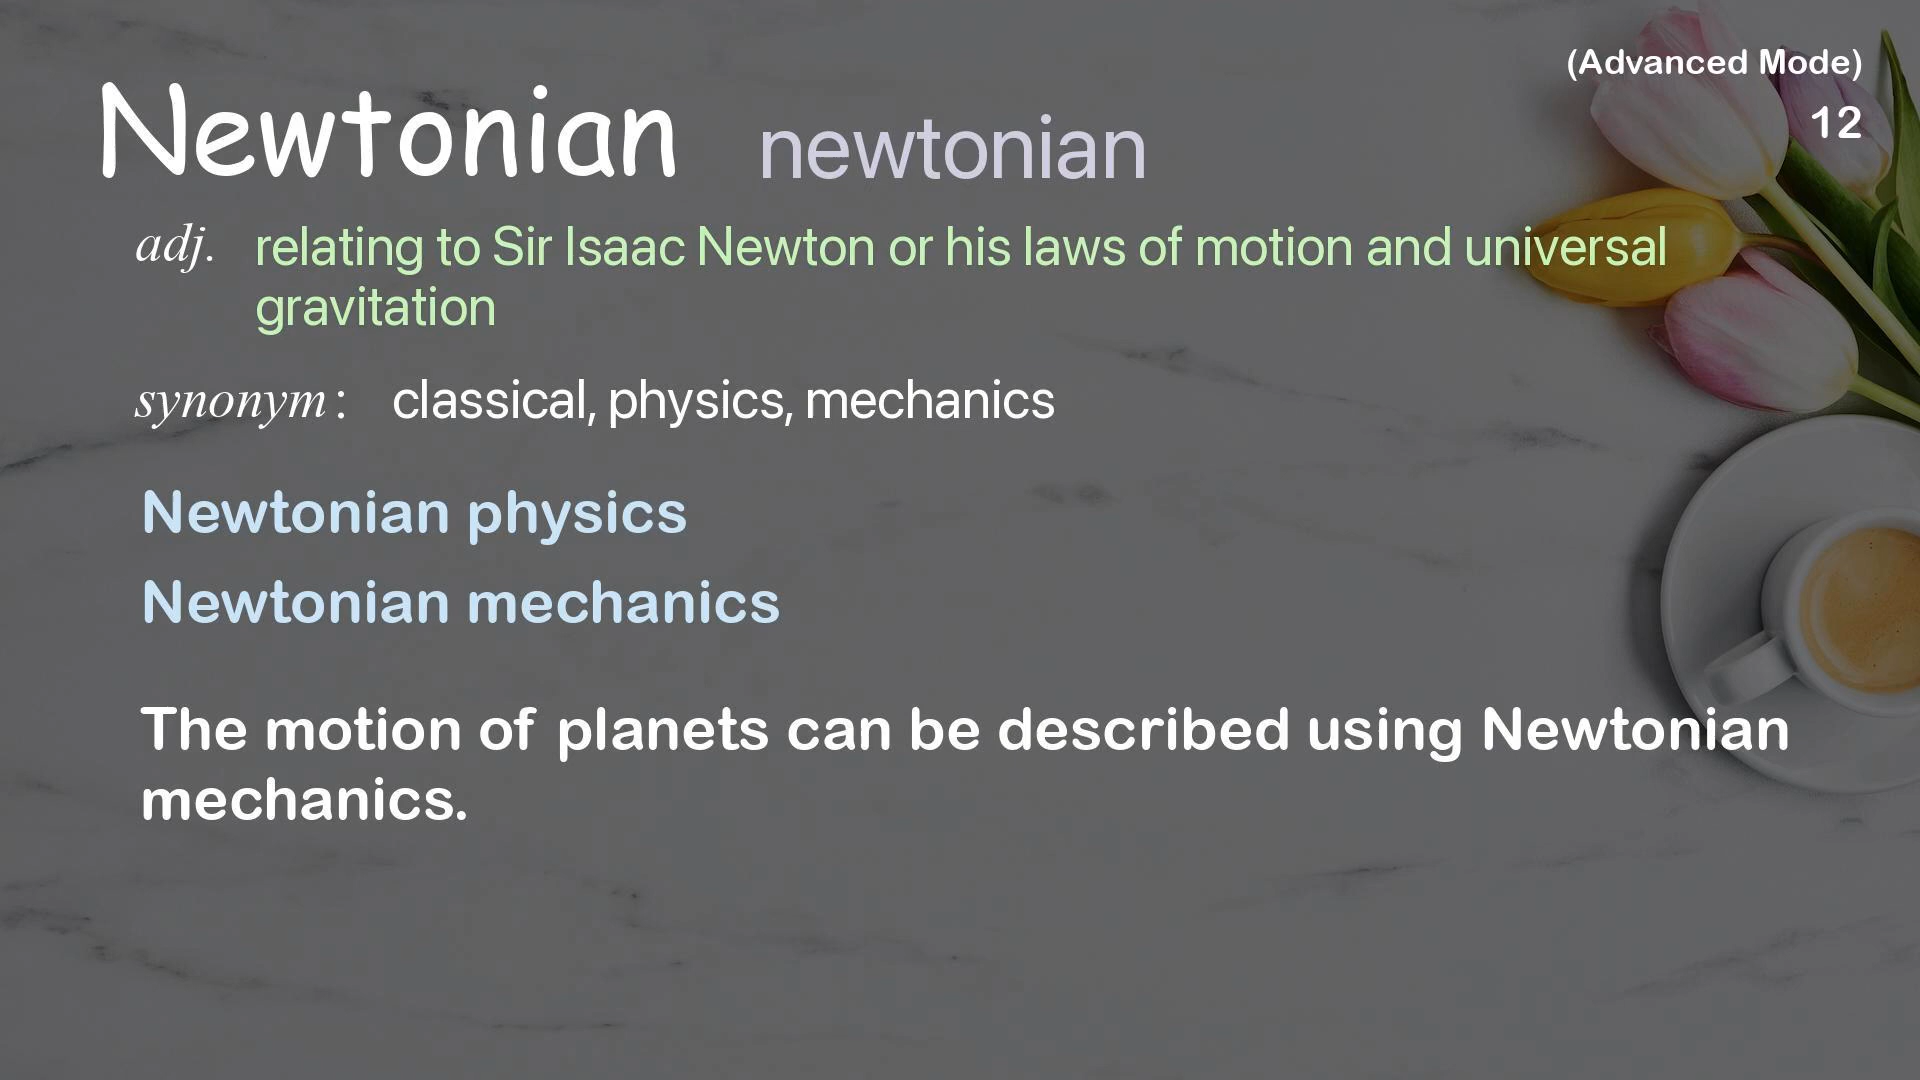 (Advanced Mode)
12
Newtonian newtonian
adj. relating to Sir Isaac Newton or his laws of motion and universal
gravitation
synonym: classical, physics, mechanics
Newtonian physics
Newtonian mechanics
The motion of planets can be described using Newtonian
mechanics.